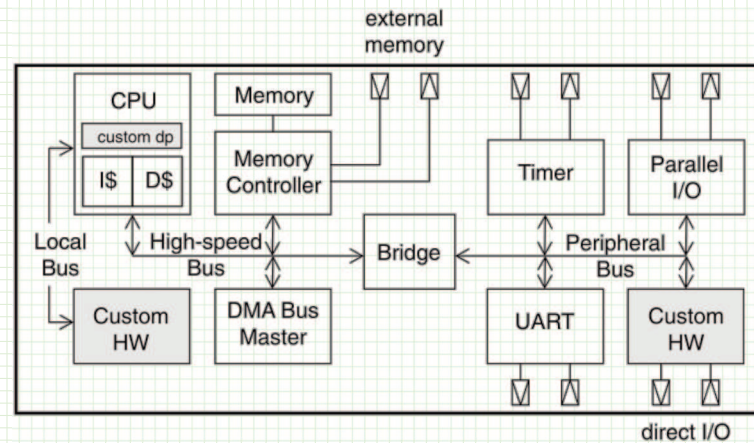 external
memory
CPU
custom dp
I$ D$
Memory
Memory
Controller
Timer
Parallel
I/O
Local
Bus
High-speed
Bus
Bridge
Peripheral
Bus
Custom
HW
DMA Bus
Master
UART
Custom
HW
direct I/O